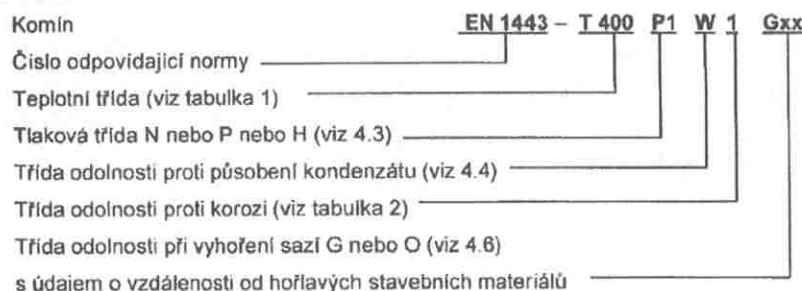 Komín EN 1443 – T 400 P1 W 1 Gxx
Číslo odpovídající normy
Teplotní třída (viz tabulka 1)
Tlaková třída N nebo P nebo H (viz 4.3)
Třída odolnosti proti působení kondenzátu (viz 4.4)
Třída odolnosti proti korozi (viz tabulka 2)
Třída odolnosti při vyhoření sazí G nebo O (viz 4.6)
s údajem o vzdálenosti od hořlavých stavebních materiálů